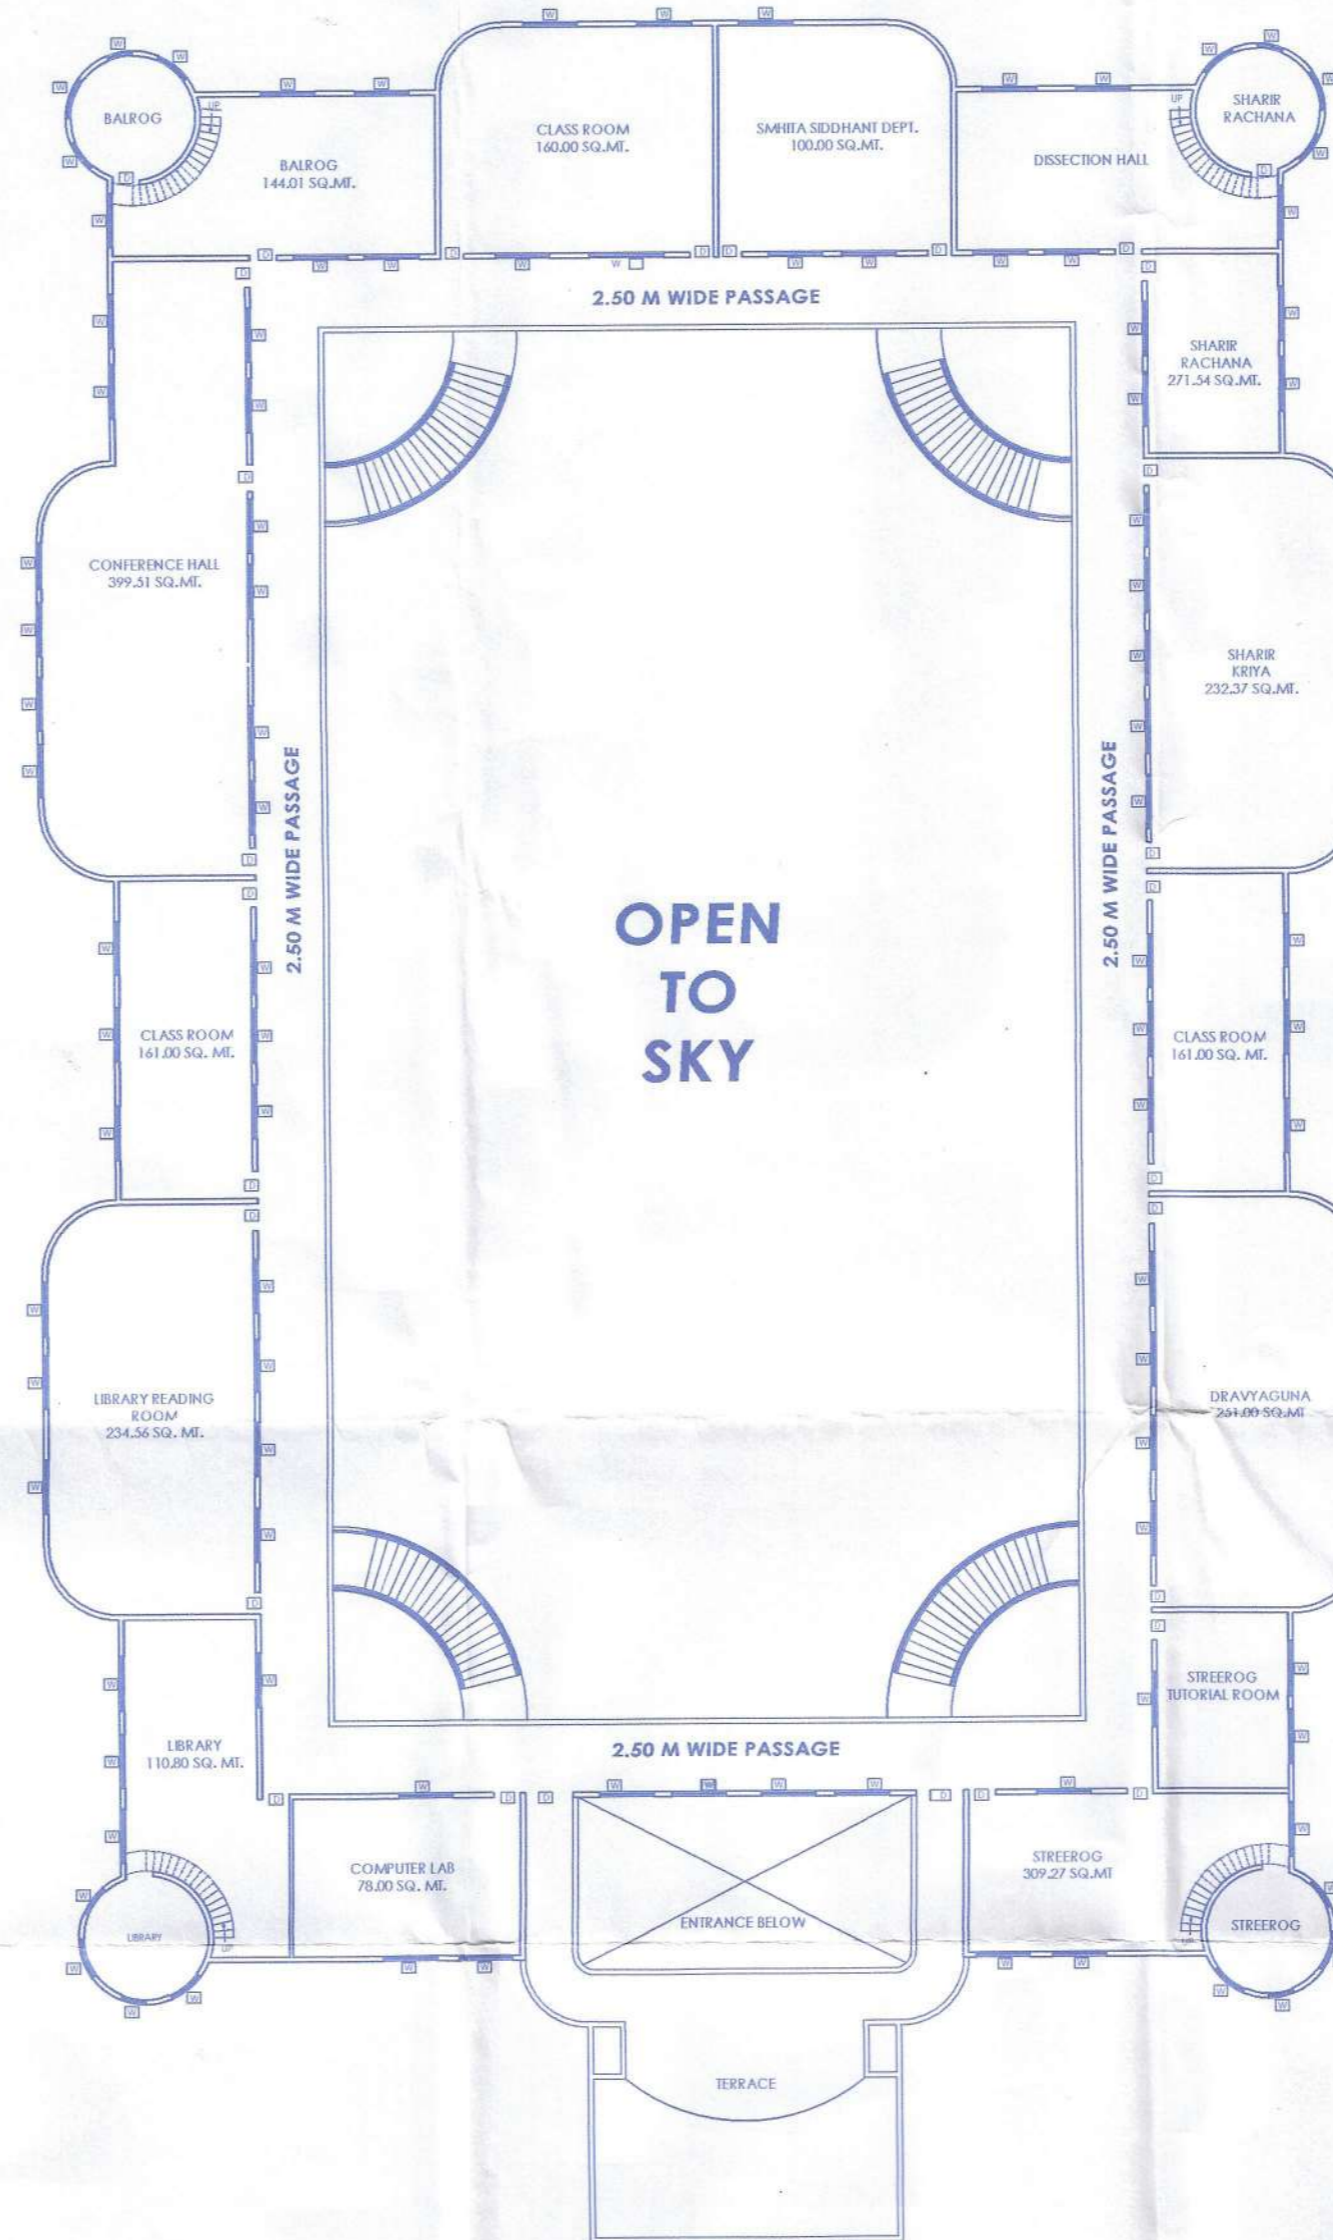 BALROG
UP
BALROG
144.01 SQ.MT.
CLASS ROOM
160.00 SQ.MT.
SMHITA SIDDHANT DEPT.
100.00 SQ.MT.
DISSECTION HALL
UP
SHARIR
RACHANA
2.50 M WIDE PASSAGE
SHARIR
RACHANA
271.54 SQ.MT.
CONFERENCE HALL
399.51 SQ.MT.
SHARIR
KRIYA
232.37 SQ.MT.
2.50 M WIDE PASSAGE
2.50 M WIDE PASSAGE
OPEN
TO
SKY
CLASS ROOM
161.00 SQ. MT.
CLASS ROOM
161.00 SQ. MT.
LIBRARY READING
ROOM
234.56 SQ. MT.
DRAVYAGUNA
251.00 SQ.MT
STREEROG
TUTORIAL ROOM
LIBRARY
110.80 SQ. MT.
2.50 M WIDE PASSAGE
COMPUTER LAB
78.00 SQ. MT.
ENTRANCE BELOW
STREEROG
309.27 SQ.MT
LIBRARY
UP
UP
STREEROG
TERRACE